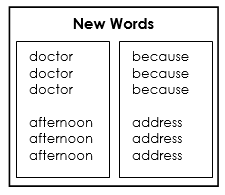 New Words
doctor
doctor
doctor
afternoon
afternoon
afternoon
because
because
because
address
address
address